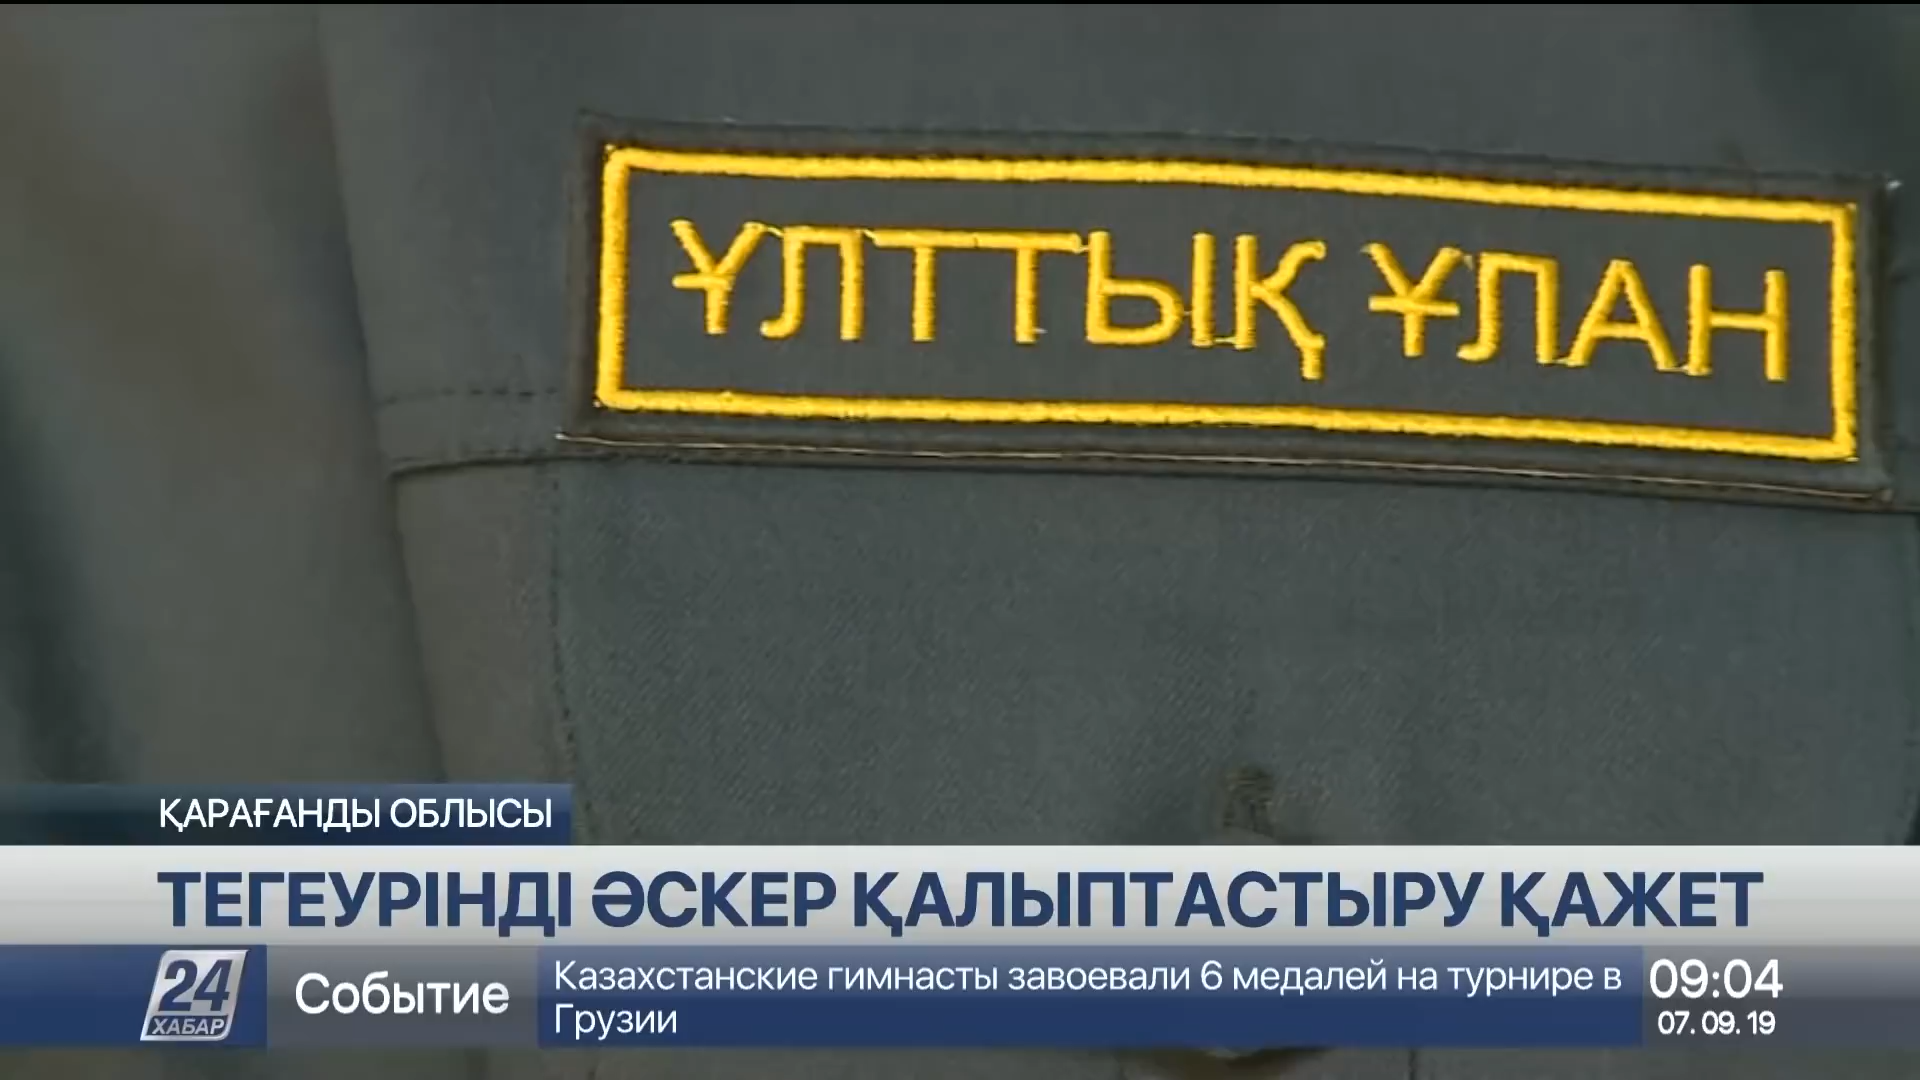 ҰЛТТЫҚ ҰЛАН
ҚАРАҒАНДЫ ОБЛЫСЫ
ТЕГЕУРІНДІ ӘСКЕР ҚАЛЫПТАСТЫРУ ҚАЖЕТ
24
ХАБАР
Событие
Казахстанские гимнасты завоевали 6 медалей на турнире в
Грузии
09:04
07. 09. 19